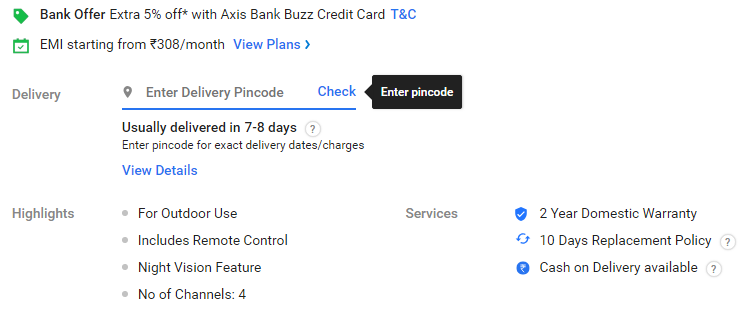 Bank Offer Extra 5% off* with Axis Bank Buzz Credit Card T&C
EMI starting from ₹308/month View Plans >
Delivery
Enter Delivery Pincode Check
Enter pincode
Usually delivered in 7-8 days ?
Enter pincode for exact delivery dates/charges
View Details
Highlights
For Outdoor Use
Includes Remote Control
Night Vision Feature
No of Channels: 4
Services
2 Year Domestic Warranty
10 Days Replacement Policy ?
₹ Cash on Delivery available ?